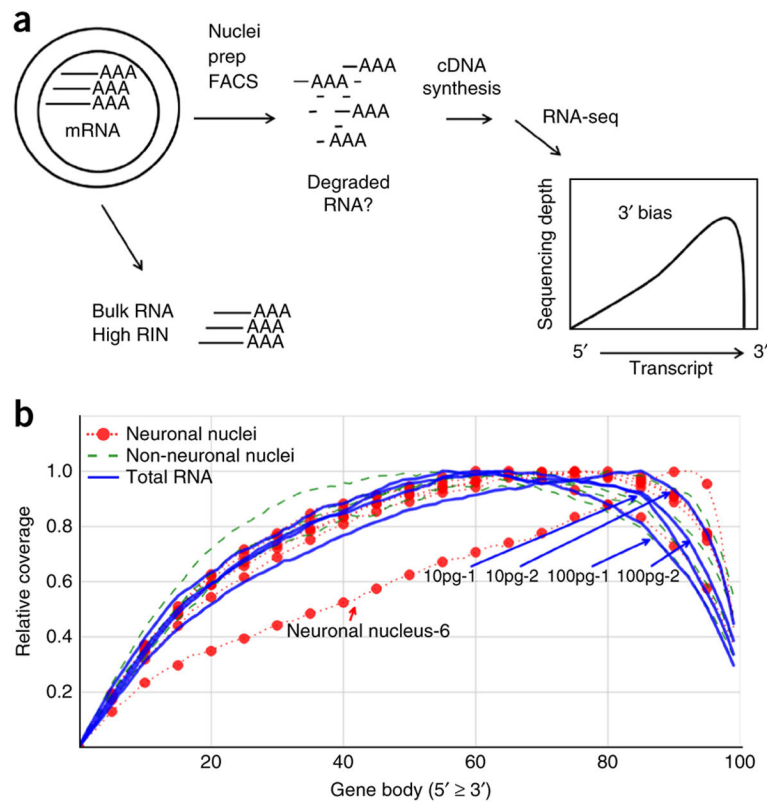 a
Nuclei
prep
FACS
AAA
AAA
AAA
mRNA
AAA
AAA
AAA
AAA
Degraded
RNA?
cDNA
synthesis
RNA-seq
Bulk RNA
High RIN
AAA
AAA
AAA
Sequencing depth
3′ bias
5′
3′
Transcript
b
Neuronal nuclei
Non-neuronal nuclei
Total RNA
Relative coverage
1.0
0.8
0.6
0.4
0.2
10pg-1
10pg-2
100pg-1
100pg-2
Neuronal nucleus-6
20
40
60
80
100
Gene body (5′ ≥ 3′)